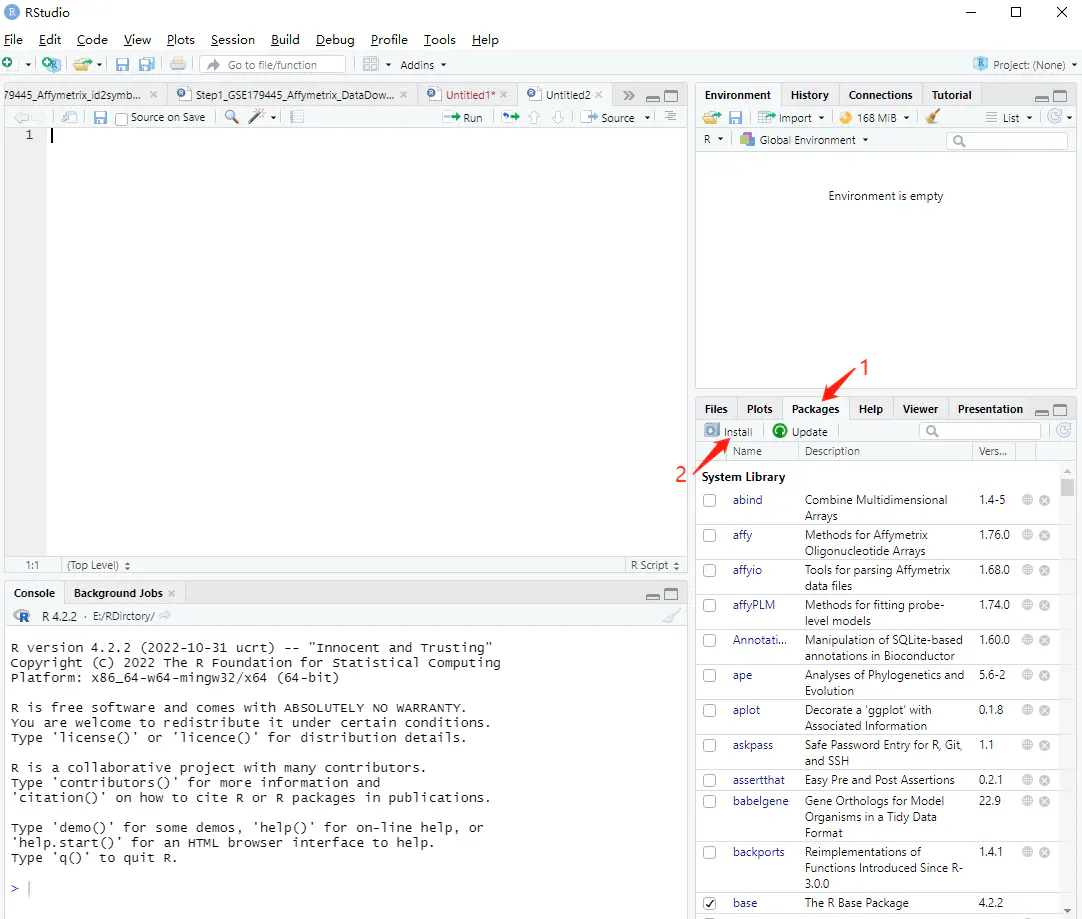 RStudio
File Edit Code View Plots Session Build Debug Profile Tools Help
Go to file/function Addins Project: (None)
79445_Affymetrix_id2symb... Step1_GSE179445_Affymetrix_DataDow... Untitled1* Untitled2
Source on Save Run Source
1
1:1 (Top Level) R Script
Console Background Jobs
R 4.2.2 · E:/RDirctory/
R version 4.2.2 (2022-10-31 ucrt) -- "Innocent and Trusting"
Copyright (C) 2022 The R Foundation for Statistical Computing
Platform: x86_64-w64-mingw32/x64 (64-bit)
R is free software and comes with ABSOLUTELY NO WARRANTY.
You are welcome to redistribute it under certain conditions.
Type 'license()' or 'licence()' for distribution details.
R is a collaborative project with many contributors.
Type 'contributors()' for more information and
'citation()' on how to cite R or R packages in publications.
Type 'demo()' for some demos, 'help()' for on-line help, or
'help.start()' for an HTML browser interface to help.
Type 'q()' to quit R.
>
Environment History Connections Tutorial
Import 168 MiB List
R Global Environment
Environment is empty
1
Files Plots Packages Help Viewer Presentation
Install Update
2
Name Description Vers...
System Library
abind Combine Multidimensional 1.4-5
Arrays
affy Methods for Affymetrix 1.76.0
Oligonucleotide Arrays
affyio Tools for parsing Affymetrix 1.68.0
data files
affyPLM Methods for fitting probe- 1.74.0
level models
Annotati... Manipulation of SQLite-based 1.60.0
annotations in Bioconductor
ape Analyses of Phylogenetics and 5.6-2
Evolution
aplot Decorate a 'ggplot' with 0.1.8
Associated Information
askpass Safe Password Entry for R, Git, 1.1
and SSH
assertthat Easy Pre and Post Assertions 0.2.1
babelgene Gene Orthologs for Model 22.9
Organisms in a Tidy Data
Format
backports Reimplementations of 1.4.1
Functions Introduced Since R-
3.0.0
base The R Base Package 4.2.2